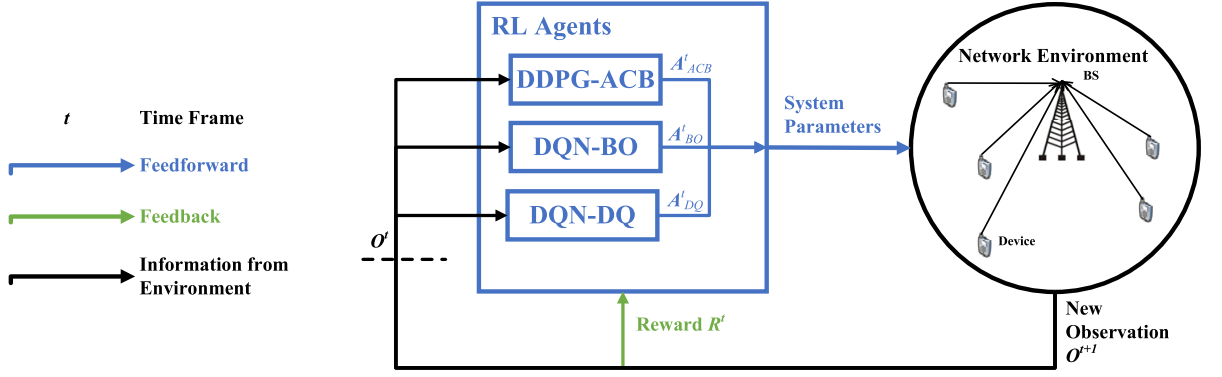 t Time Frame
Feedforward
Feedback
Information from
Environment
RL Agents
DDPG-ACB
A^t_ACB
DQN-BO
A^t_BO
DQN-DQ
A^t_DQ
O^t
Reward R^t
System
Parameters
Network Environment
BS
Device
New
Observation
O^t+1